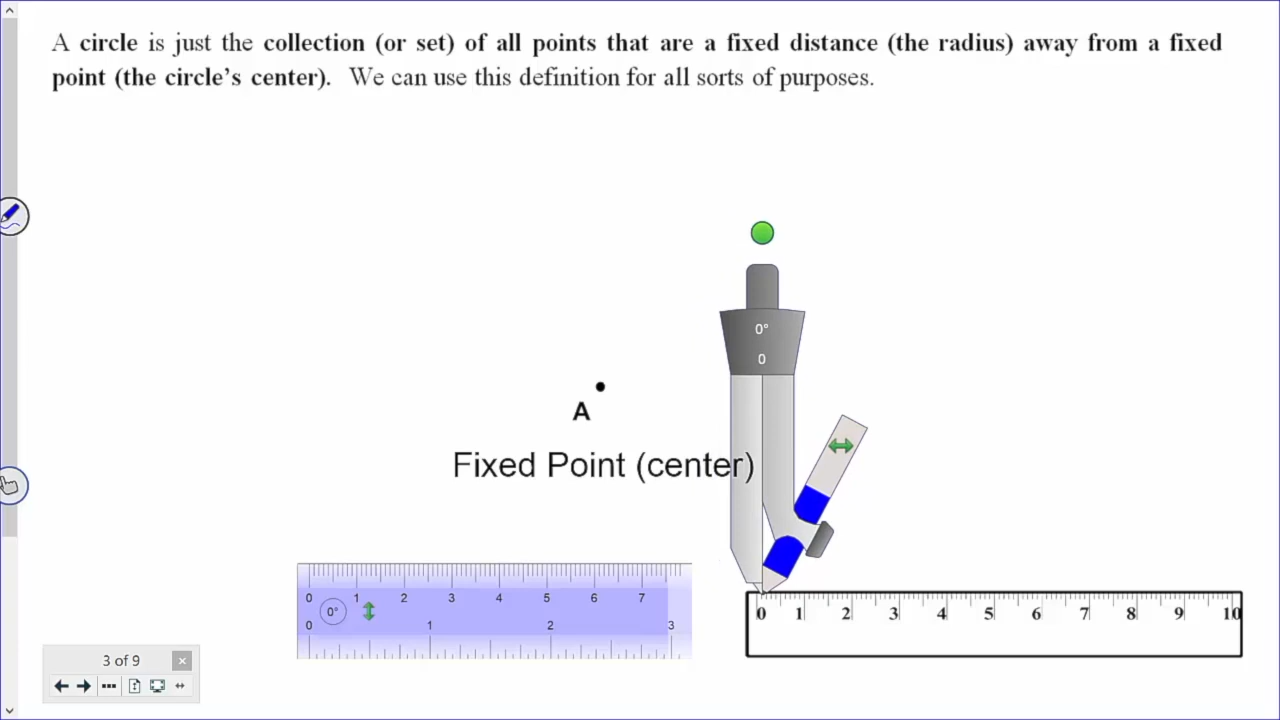 A circle is just the collection (or set) of all points that are a fixed distance (the radius) away from a fixed
point (the circle's center). We can use this definition for all sorts of purposes.
0°
0
A
Fixed Point (center)
0 1 2 3 4 5 6 7
0°
0 1 2 3
0 1 2 3 4 5 6 7 8 9 10
3 of 9